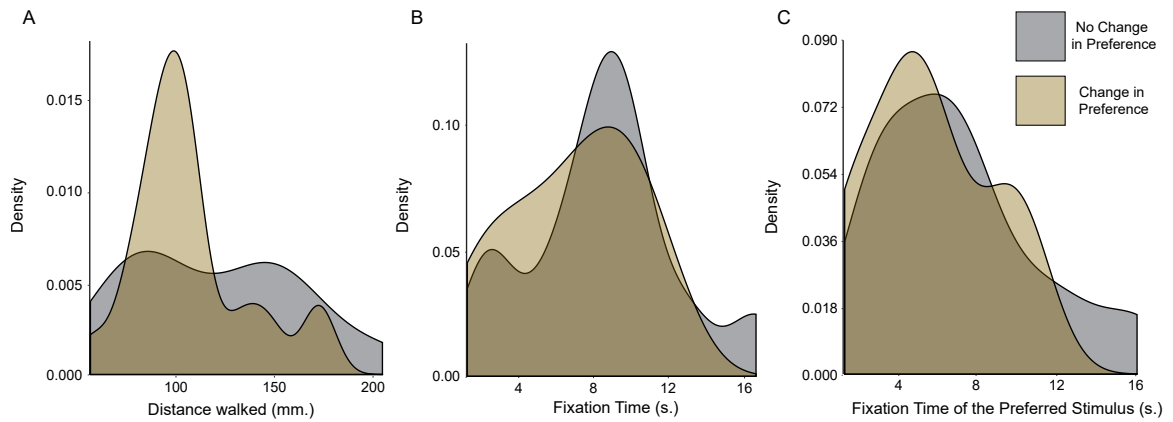 A
B
C
No Change
in Preference
Change in
Preference
Density
0.015
0.010
0.005
0.000
100
150
200
Distance walked (mm.)
Density
0.10
0.05
0.00
4
8
12
16
Fixation Time (s.)
Density
0.090
0.072
0.054
0.036
0.018
0.000
4
8
12
16
Fixation Time of the Preferred Stimulus (s.)